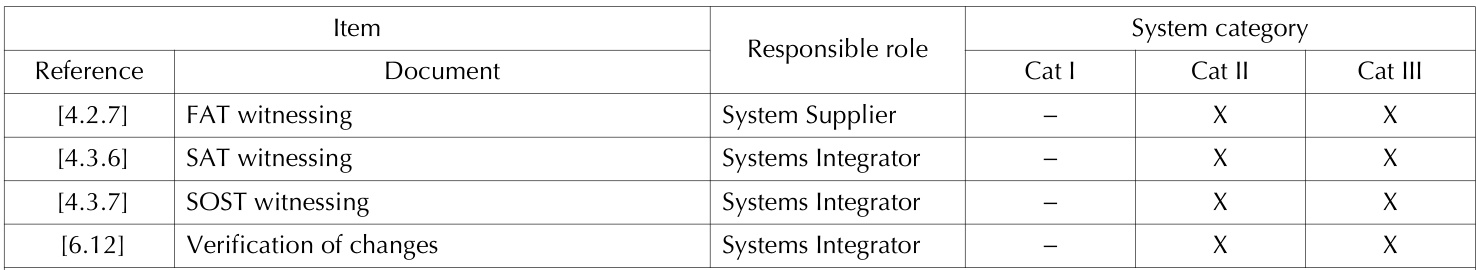 Item Responsible role System category
Reference Document Cat I Cat II Cat III
[4.2.7] FAT witnessing System Supplier – X X
[4.3.6] SAT witnessing Systems Integrator – X X
[4.3.7] SOST witnessing Systems Integrator – X X
[6.12] Verification of changes Systems Integrator – X X